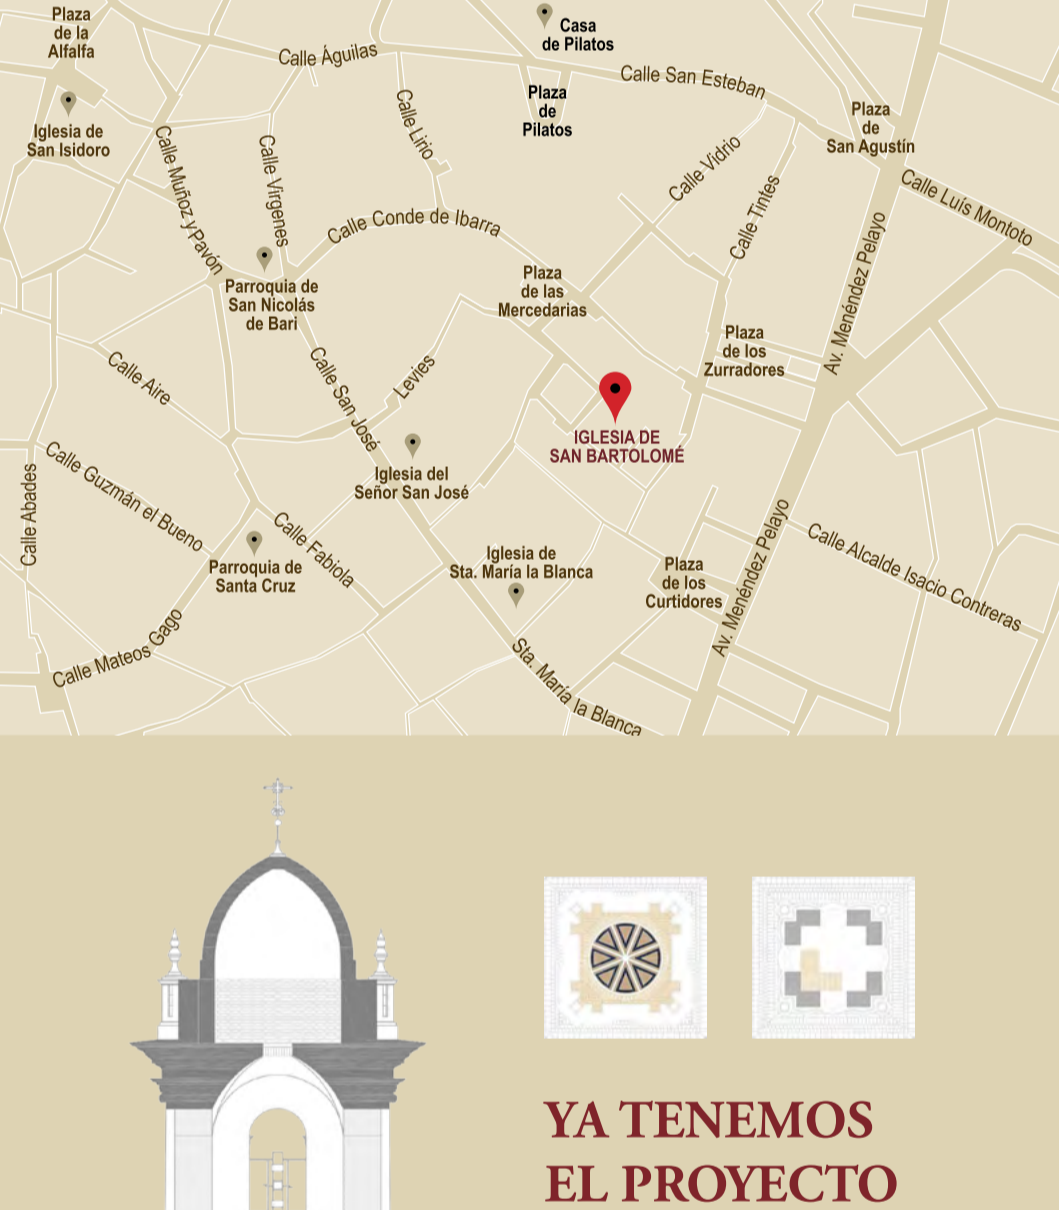 Plaza
de la
Alfalfa
Casa
de Pilatos
Calle Águilas
Calle San Esteban
Plaza
de
Pilatos
Iglesia de
San Isidoro
Calle Lirio
Plaza
de
San Agustín
Calle Muñoz y Pavón
Calle Virgenes
Calle Vidrio
Calle Tintes
Calle Luís Montoto
Calle Conde de Ibarra
Av. Menéndez Pelayo
Parroquia de
San Nicolás
de Bari
Plaza
de las
Mercedarias
Plaza
de los
Zurradores
Calle Aire
Calle San José
Levies
IGLESIA DE
SAN BARTOLOMÉ
Calle Abades
Calle Guzmán el Bueno
Iglesia del
Señor San José
Calle Fabiola
Parroquia de
Santa Cruz
Iglesia de
Sta. María la Blanca
Plaza
de los
Curtidores
Av. Menéndez Pelayo
Calle Alcalde Isacio Contreras
Calle Mateos Gago
Sta. María la Blanca
YA TENEMOS
EL PROYECTO